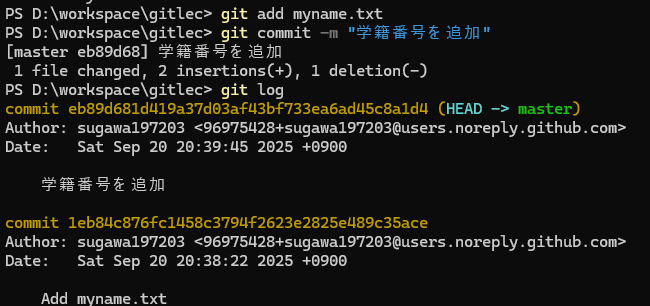 PS D:\workspace\gitlec> git add myname.txt
PS D:\workspace\gitlec> git commit -m "学籍番号を追加"
[master eb89d68] 学籍番号を追加
 1 file changed, 2 insertions(+), 1 deletion(-)
PS D:\workspace\gitlec> git log
commit eb89d681d419a37d03af43bf733ea6ad45c8a1d4 (HEAD -> master)
Author: sugawa197203 <96975428+sugawa197203@users.noreply.github.com>
Date:   Sat Sep 20 20:39:45 2025 +0900
    学籍番号を追加
commit 1eb84c876fc1458c3794f2623e2825e489c35ace
Author: sugawa197203 <96975428+sugawa197203@users.noreply.github.com>
Date:   Sat Sep 20 20:38:22 2025 +0900
    Add myname.txt